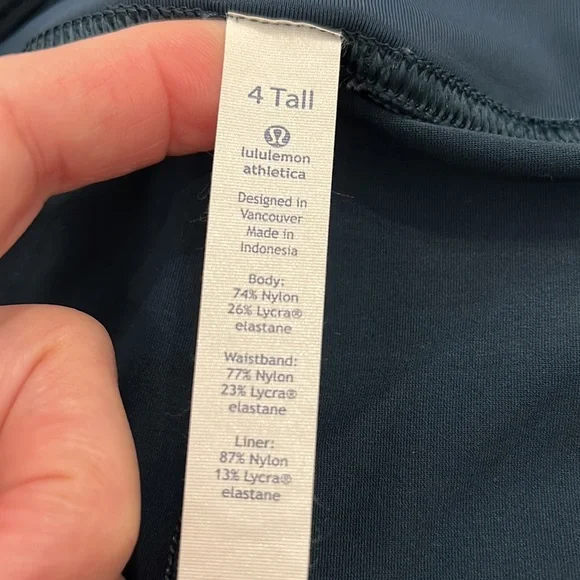 4 Tall
lululemon
athletica
Designed in
Vancouver
Made in
Indonesia
Body:
74% Nylon
26% Lycra®
elastane
Waistband:
77% Nylon
23% Lycra®
elastane
Liner:
87% Nylon
13% Lycra®
elastane